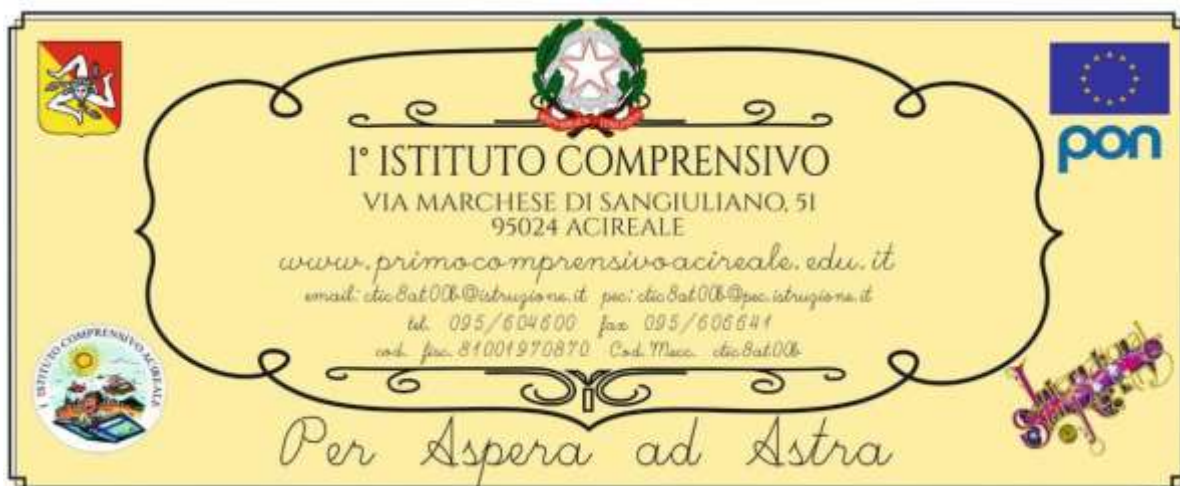 1° ISTITUTO COMPRENSIVO
VIA MARCHESE DI SANGIULIANO, 51
95024 ACIREALE
www.primocomprensivoacireale.edu.it
email: ctic8at00b@istruzione.it pec: ctic8at00b@pec.istruzione.it
tel. 095/604600 fax 095/606641
cod. fisc. 81001970870 Cod. Mecc. ctic8at00b
Per Aspera ad Astra
pon
I ISTITUTO COMPRENSIVO ACIREALE